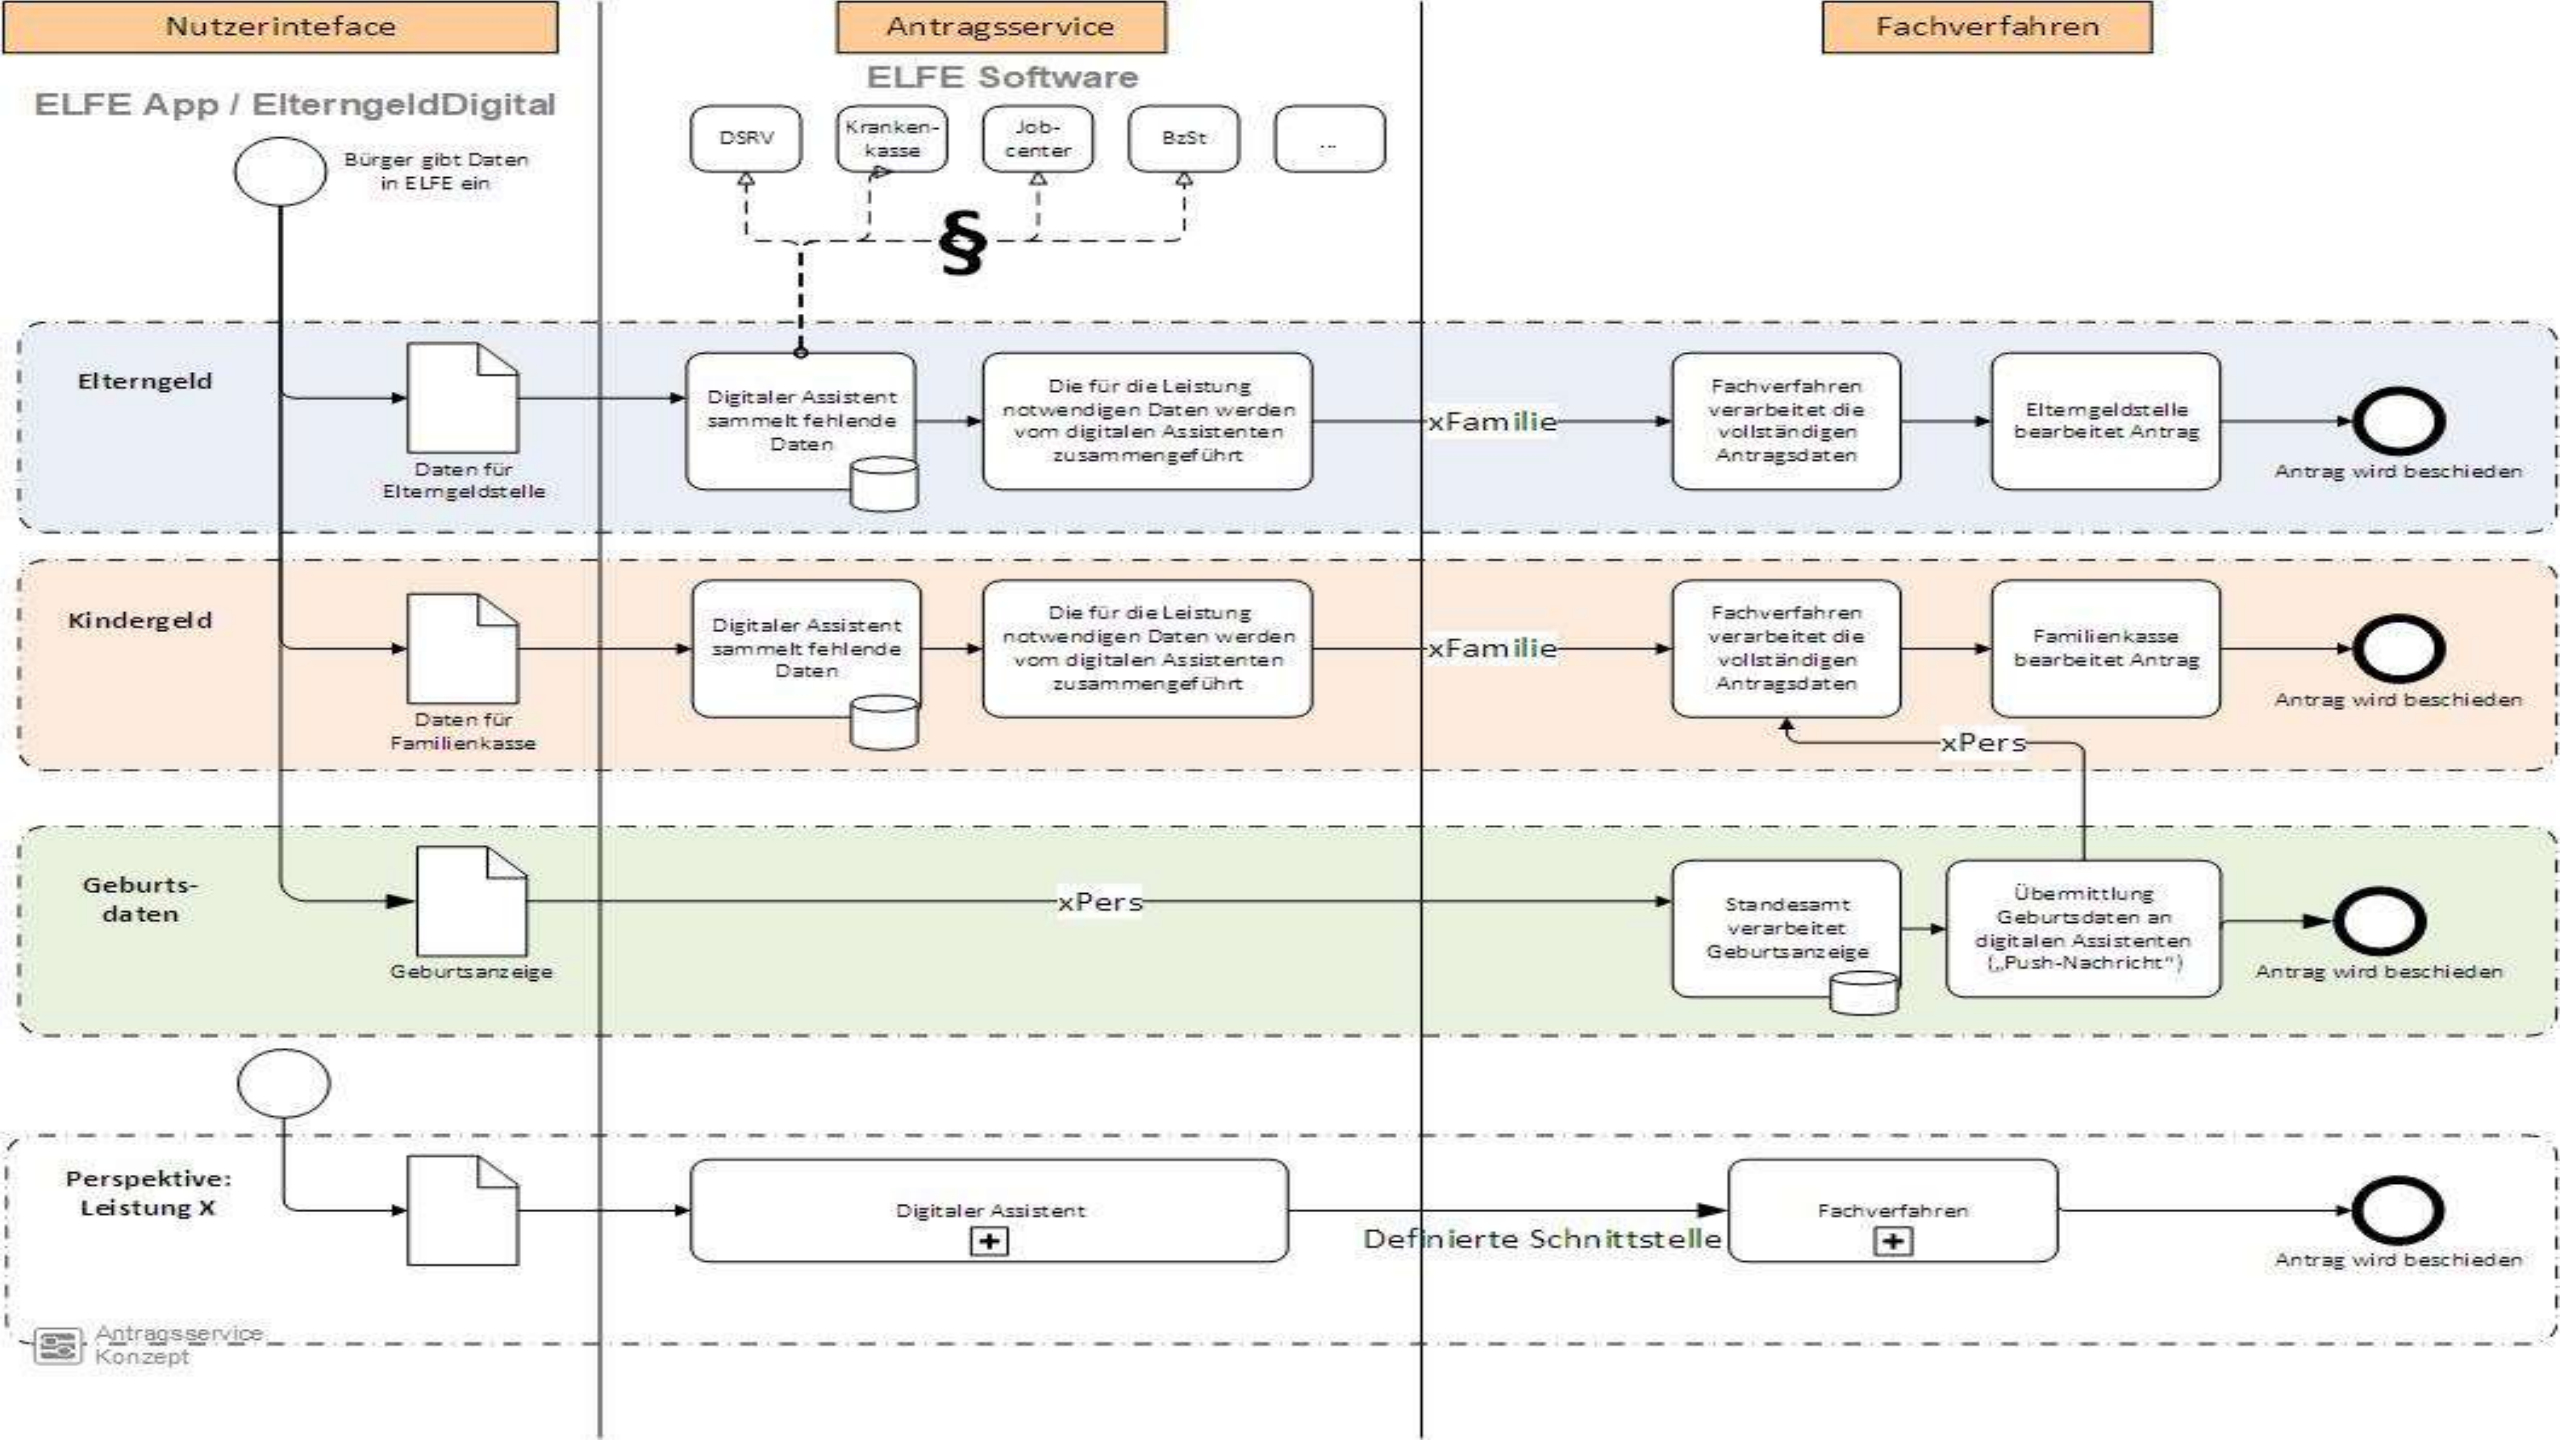 Nutzerinteface
Antragsservice
Fachverfahren
ELFE App / ElterngeldDigital
ELFE Software
Bürger gibt Daten
in ELFE ein
DSRV
Kranken-
kasse
Job-
center
BzSt
...
§
Elterngeld
Daten für
Elterngeldstelle
Digitaler Assistent
sammelt fehlende
Daten
Die für die Leistung
notwendigen Daten werden
vom digitalen Assistenten
zusammengeführt
xFamilie
Fachverfahren
verarbeitet die
vollständigen
Antragsdaten
Elterngeldstelle
bearbeitet Antrag
Antrag wird beschieden
Kindergeld
Daten für
Familienkasse
Digitaler Assistent
sammelt fehlende
Daten
Die für die Leistung
notwendigen Daten werden
vom digitalen Assistenten
zusammengeführt
xFamilie
Fachverfahren
verarbeitet die
vollständigen
Antragsdaten
Familienkasse
bearbeitet Antrag
Antrag wird beschieden
xPers
Geburts-
daten
Geburtsanzeige
xPers
Standesamt
verarbeitet
Geburtsanzeige
Übermittlung
Geburtsdaten an
digitalen Assistenten
(„Push-Nachricht“)
Antrag wird beschieden
Perspektive:
Leistung X
Digitaler Assistent
Definierte Schnittstelle
Fachverfahren
Antrag wird beschieden
Antragsservice
Konzept